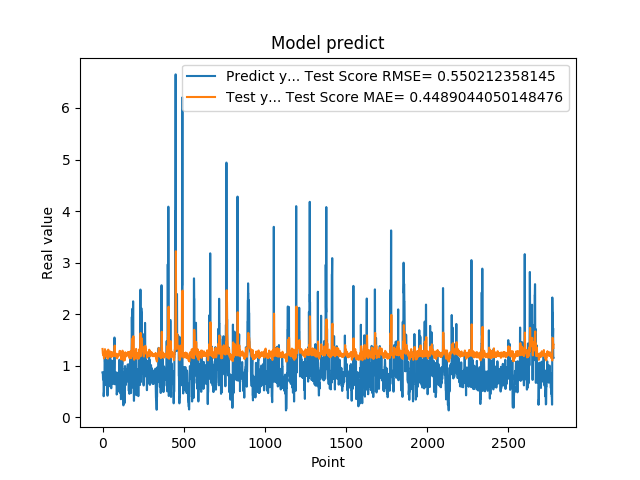 Model predict
Predict y... Test Score RMSE= 0.550212358145
Test y... Test Score MAE= 0.4489044050148476
Real value
6
5
4
3
2
1
0
0 500 1000 1500 2000 2500
Point